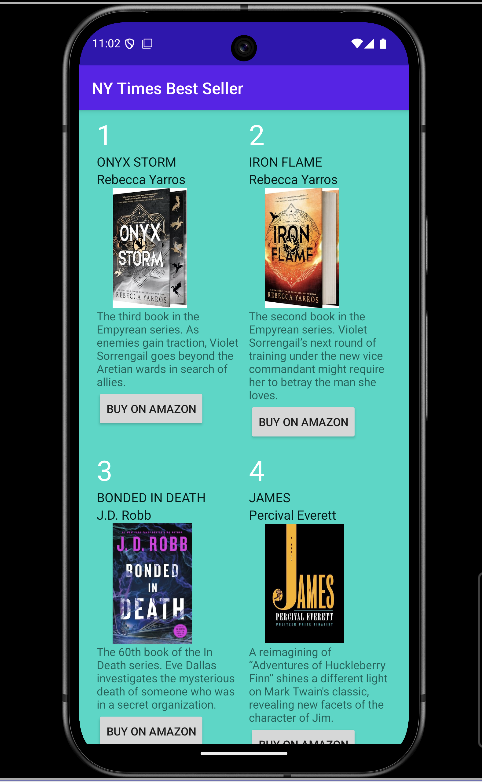 11:02
NY Times Best Seller
1
ONYX STORM
Rebecca Yarros
ONYX
STORM
REBECCA YARROS
The third book in the
Empyrean series. As
enemies gain traction, Violet
Sorrengail goes beyond the
Aretian wards in search of
allies.
BUY ON AMAZON
2
IRON FLAME
Rebecca Yarros
IRON
FLAME
REBECCA YARROS
The second book in the
Empyrean series. Violet
Sorrengail's next round of
training under the new vice
commandant might require
her to betray the man she
loves.
BUY ON AMAZON
3
BONDED IN DEATH
J.D. Robb
J. D. ROBB
BONDED
IN
DEATH
The 60th book of the In
Death series. Eve Dallas
investigates the mysterious
death of someone who was
in a secret organization.
BUY ON AMAZON
4
JAMES
Percival Everett
JAMES
PERCIVAL EVERETT
A reimagining of
“Adventures of Huckleberry
Finn” shines a different light
on Mark Twain's classic,
revealing new facets of the
character of Jim.
BUY ON AMAZON